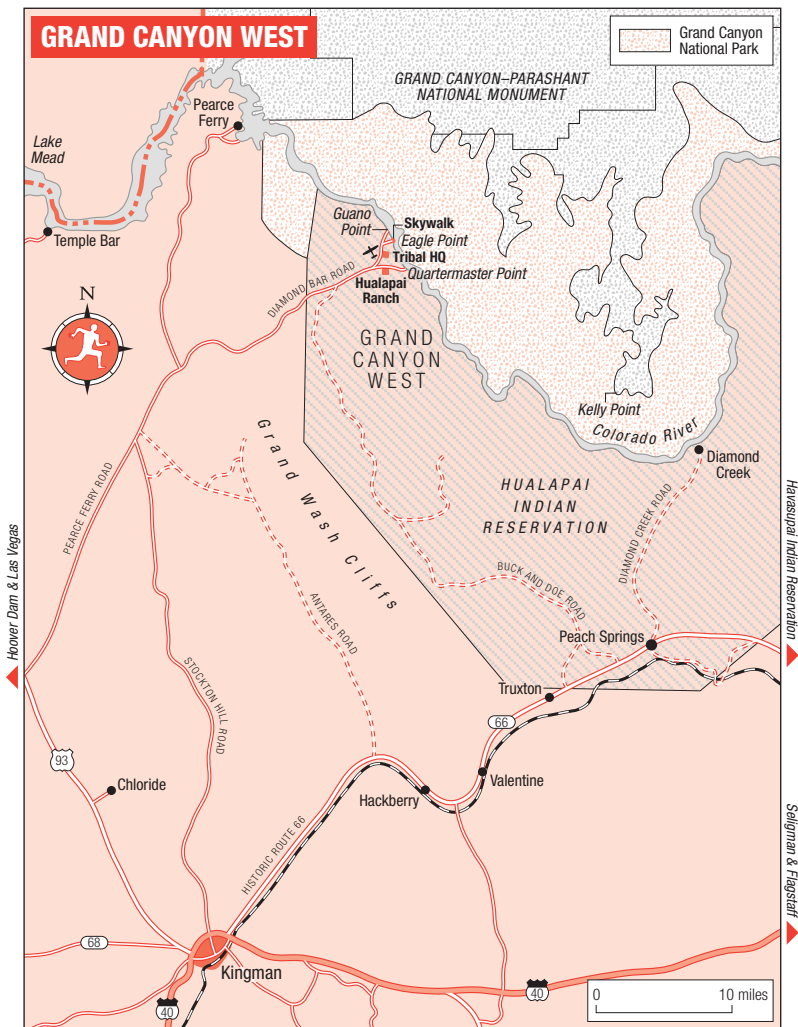 GRAND CANYON WEST
Grand Canyon
National Park
GRAND CANYON–PARASHANT
NATIONAL MONUMENT
Pearce
Ferry
Lake
Mead
Temple Bar
Guano
Point
Skywalk
Eagle Point
Tribal HQ
Quartermaster Point
Hualapai
Ranch
DIAMOND BAR ROAD
N
GRAND
CANYON
WEST
Kelly Point
Colorado River
Diamond
Creek
Grand Wash Cliffs
HUALAPAI
INDIAN
RESERVATION
PEARCE FERRY ROAD
DIAMOND CREEK ROAD
Havasupai Indian Reservation
Hoover Dam & Las Vegas
BUCK AND DOE ROAD
ANTARES ROAD
Peach Springs
STOCKTON HILL ROAD
Truxton
66
93
Chloride
Valentine
Hackberry
HISTORIC ROUTE 66
Seligman & Flagstaff
68
Kingman
40
40
0 10 miles